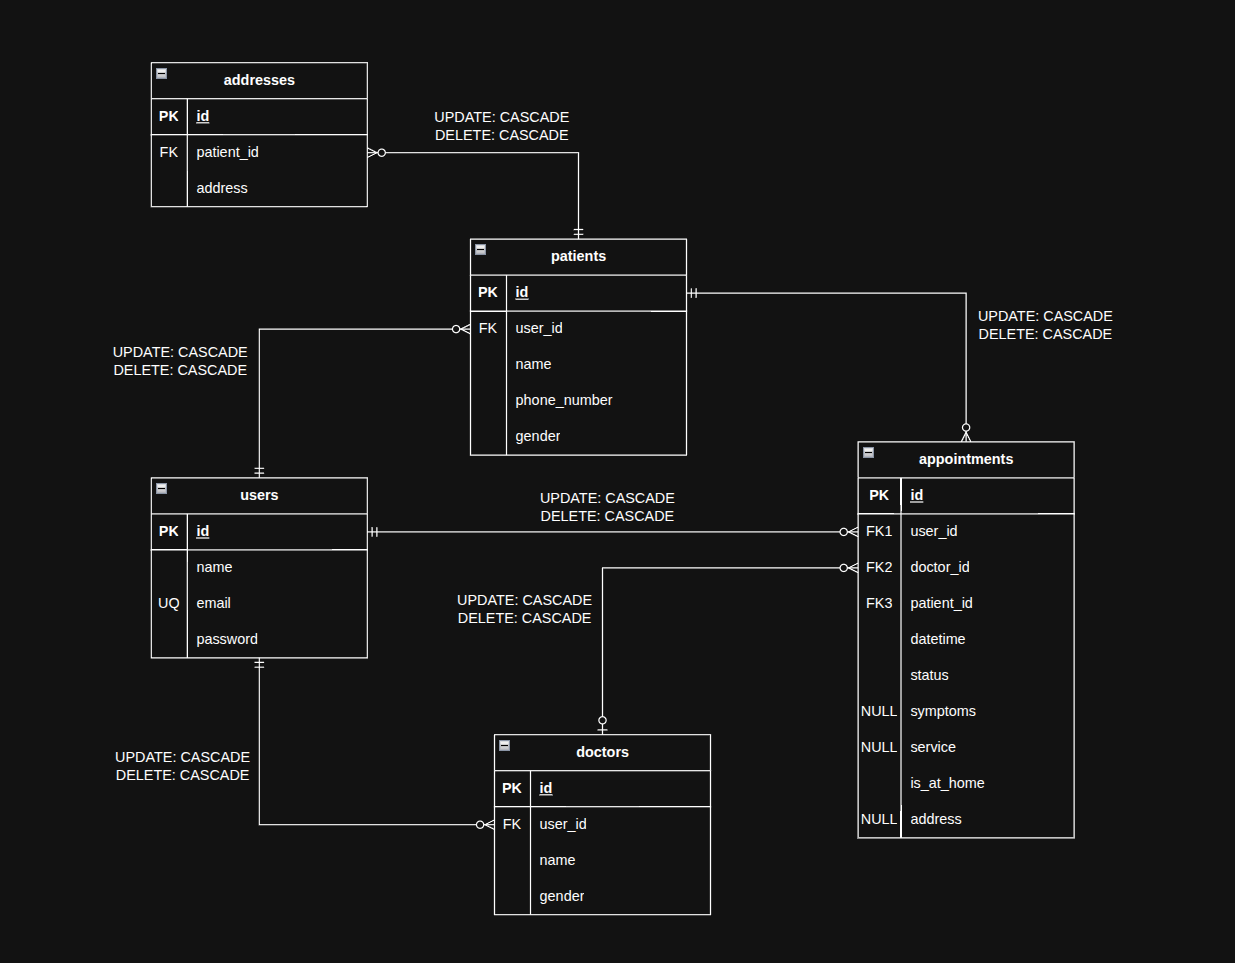 addresses
PK id
FK patient_id
address
UPDATE: CASCADE
DELETE: CASCADE
patients
PK id
FK user_id
name
phone_number
gender
UPDATE: CASCADE
DELETE: CASCADE
UPDATE: CASCADE
DELETE: CASCADE
users
PK id
name
UQ email
password
UPDATE: CASCADE
DELETE: CASCADE
appointments
PK id
FK1 user_id
FK2 doctor_id
FK3 patient_id
datetime
status
NULL symptoms
NULL service
is_at_home
NULL address
UPDATE: CASCADE
DELETE: CASCADE
UPDATE: CASCADE
DELETE: CASCADE
doctors
PK id
FK user_id
name
gender